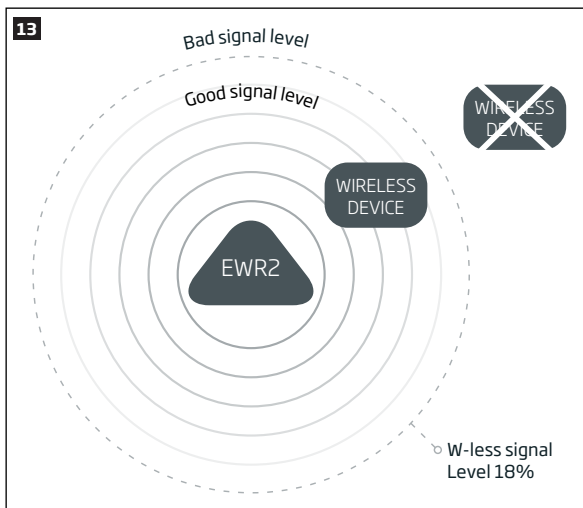 13
Bad signal level
Good signal level
WIRELESS
DEVICE
WIRELESS
DEVICE
EWR2
W-less signal
Level 18%